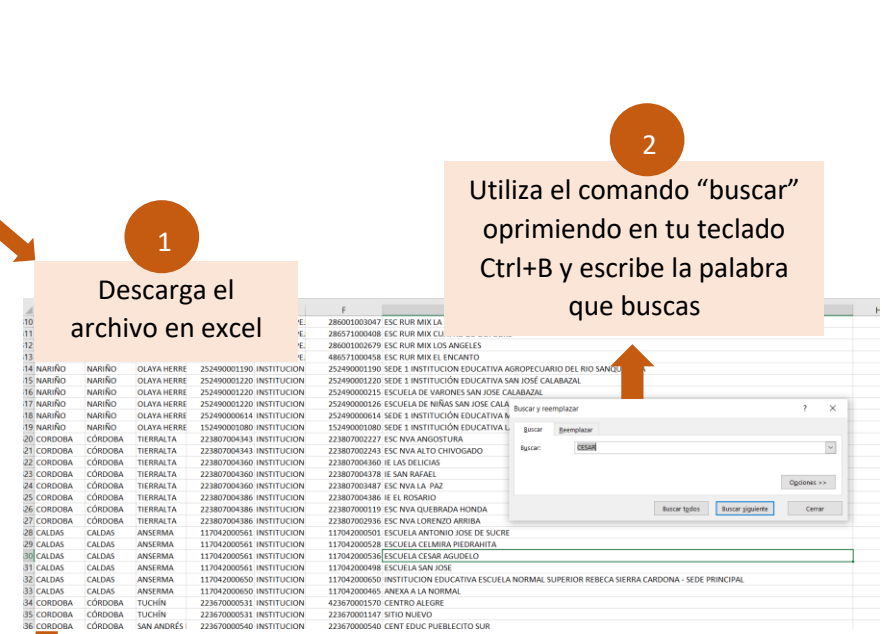 1
Descarga el
archivo en excel
2
Utiliza el comando “buscar”
oprimiendo en tu teclado
Ctrl+B y escribe la palabra
que buscas
F
H
286001003047 ESC RUR MIX LA
286571000408 ESC RUR MIX
286001002679 ESC RUR MIX LOS ANGELES
486571000458 ESC RUR MIX EL ENCANTO
14 NARIÑO NARIÑO OLAYA HERRE 252490001190 INSTITUCION 252490001190 SEDE 1 INSTITUCIÓN EDUCATIVA AGROPECUARIO DEL RIO
15 NARIÑO NARIÑO OLAYA HERRE 252490001220 INSTITUCION 252490001220 SEDE 1 INSTITUCIÓN EDUCATIVA SAN JOSÉ CALABAZAL
16 NARIÑO NARIÑO OLAYA HERRE 252490001220 INSTITUCION 252490000215 ESCUELA DE VARONES SAN JOSE CALABAZAL
17 NARIÑO NARIÑO OLAYA HERRE 252490001220 INSTITUCION 252490000126 ESCUELA DE NIÑAS SAN JOSE CALA
18 NARIÑO NARIÑO OLAYA HERRE 252490000614 INSTITUCION 252490000614 SEDE 1 INSTITUCIÓN EDUCATIVA
19 NARIÑO NARIÑO OLAYA HERRE 152490001080 INSTITUCION 152490001080 SEDE 1 INSTITUCIÓN EDUCATIVA
20 CORDOBA CÓRDOBA TIERRALTA 223807004343 INSTITUCION 223807002227 ESC NVA ANGOSTURA
21 CORDOBA CÓRDOBA TIERRALTA 223807004343 INSTITUCION 223807002243 ESC NVA ALTO CHIVOGADO
22 CORDOBA CÓRDOBA TIERRALTA 223807004360 INSTITUCION 223807004360 IE LAS DELICIAS
23 CORDOBA CÓRDOBA TIERRALTA 223807004360 INSTITUCION 223807004378 IE SAN RAFAEL
24 CORDOBA CÓRDOBA TIERRALTA 223807004360 INSTITUCION 223807003487 ESC NVA LA PAZ
25 CORDOBA CÓRDOBA TIERRALTA 223807004386 INSTITUCION 223807004386 IE EL ROSARIO
26 CORDOBA CÓRDOBA TIERRALTA 223807004386 INSTITUCION 223807000119 ESC NVA QUEBRADA HONDA
27 CORDOBA CÓRDOBA TIERRALTA 223807004386 INSTITUCION 223807002936 ESC NVA LORENZO ARRIBA
28 CALDAS CALDAS ANSERMA 117042000561 INSTITUCION 117042000501 ESCUELA ANTONIO JOSE DE SUCRE
29 CALDAS CALDAS ANSERMA 117042000561 INSTITUCION 117042000528 ESCUELA CELMIRA PIEDRAHITA
30 CALDAS CALDAS ANSERMA 117042000561 INSTITUCION 117042000536 ESCUELA CESAR AGUDELO
31 CALDAS CALDAS ANSERMA 117042000561 INSTITUCION 117042000498 ESCUELA SAN JOSE
32 CALDAS CALDAS ANSERMA 117042000650 INSTITUCION 117042000650 INSTITUCION EDUCATIVA ESCUELA NORMAL SUPERIOR REBECA SIERRA CARDONA - SEDE PRINCIPAL
33 CALDAS CALDAS ANSERMA 117042000650 INSTITUCION 117042000465 ANEXA A LA NORMAL
34 CORDOBA CÓRDOBA TUCHÍN 223670000531 INSTITUCION 423670001570 CENTRO ALEGRE
35 CORDOBA CÓRDOBA TUCHÍN 223670000531 INSTITUCION 223670001147 SITIO NUEVO
36 CORDOBA CÓRDOBA SAN ANDRÉS 223670000540 INSTITUCION 223670000540 CENT EDUC PUEBLECITO SUR
Buscar y reemplazar ? ×
Buscar Reemplazar
Buscar: CESAR
Opciones >>
Buscar todos Buscar siguiente Cerrar